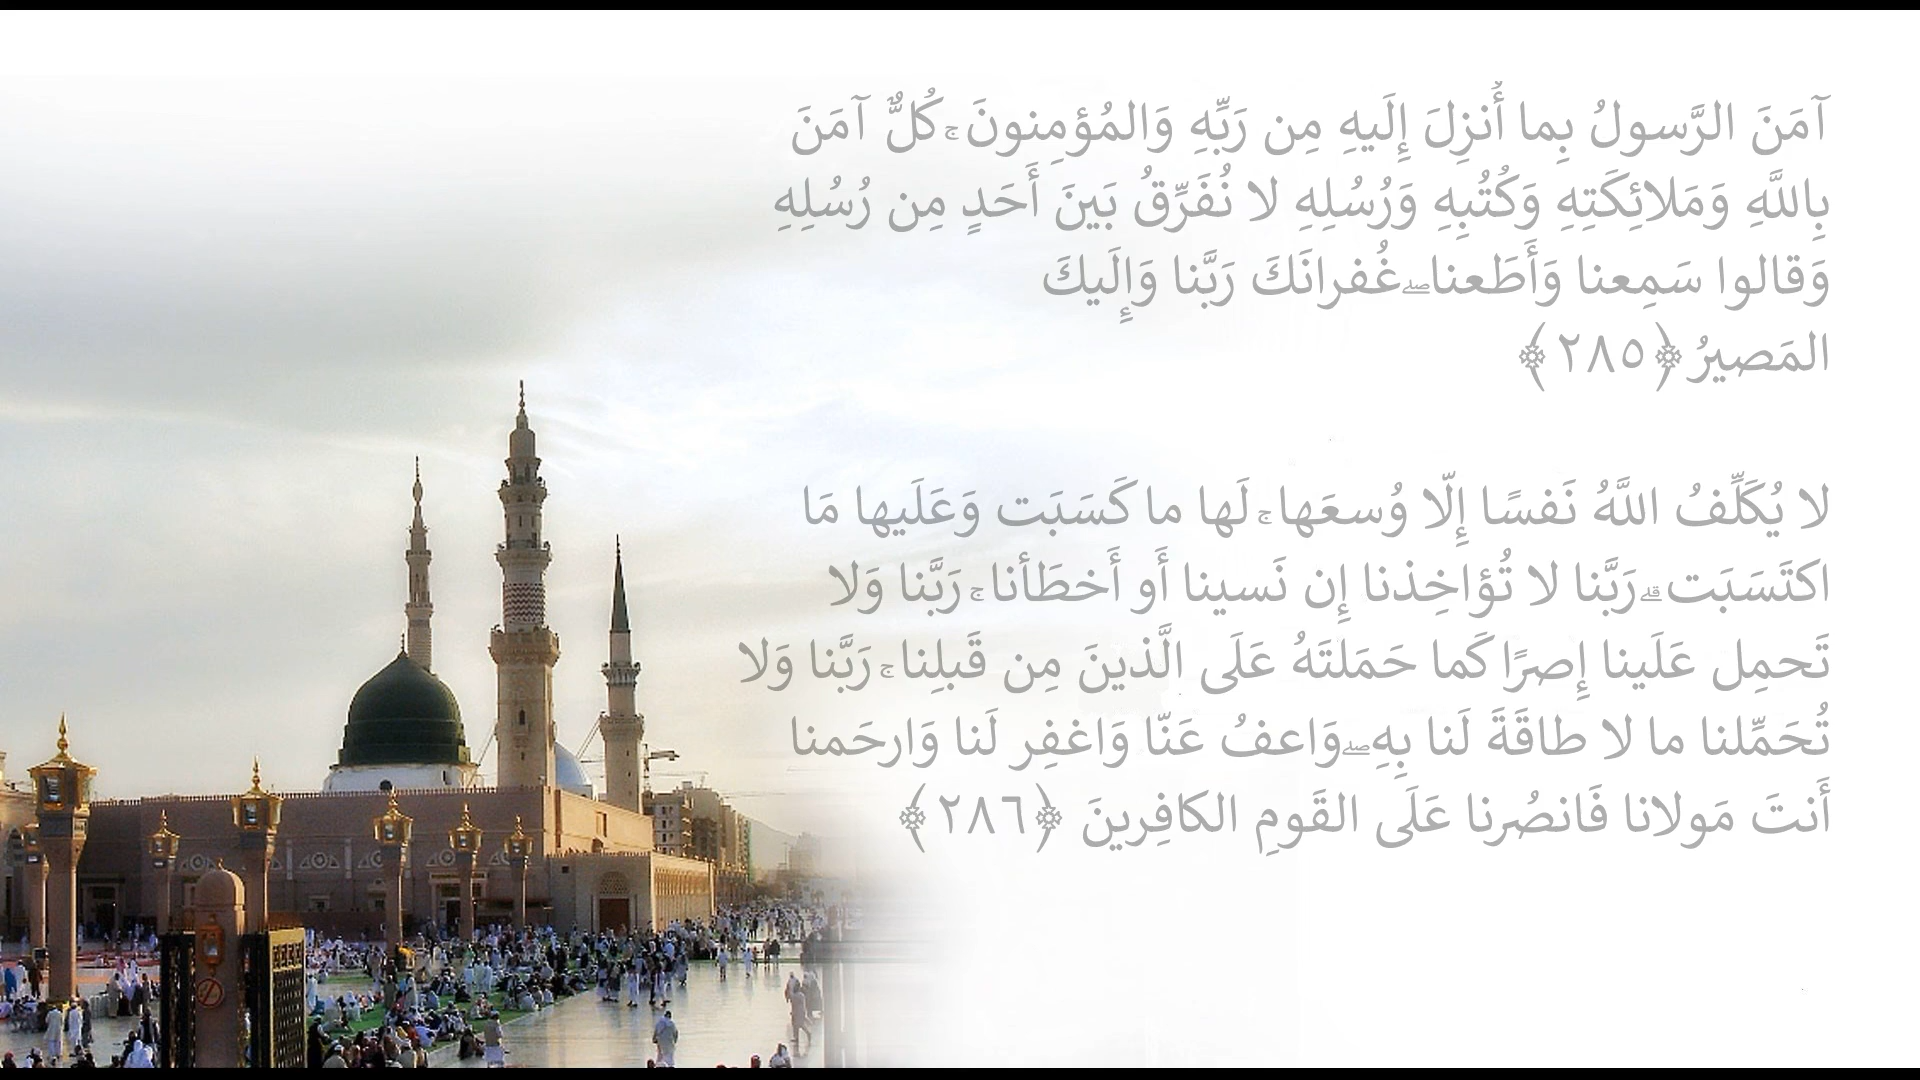 آمَنَ الرَّسولُ بِما أُنزِلَ إِلَيهِ مِن رَبِّهِ وَالمُؤمِنونَ ۚ كُلٌّ آمَنَ
بِاللَّهِ وَمَلائِكَتِهِ وَكُتُبِهِ وَرُسُلِهِ لا نُفَرِّقُ بَينَ أَحَدٍ مِن رُسُلِهِ
وَقالوا سَمِعنا وَأَطَعنا ۖ غُفرانَكَ رَبَّنا وَإِلَيكَ
المَصيرُ ﴿٢٨٥﴾
لا يُكَلِّفُ اللَّهُ نَفسًا إِلّا وُسعَها ۚ لَها ما كَسَبَت وَعَلَيها مَا
اكتَسَبَت ۗ رَبَّنا لا تُؤاخِذنا إِن نَسينا أَو أَخطَأنا ۚ رَبَّنا وَلا
تَحمِل عَلَينا إِصرًا كَما حَمَلتَهُ عَلَى الَّذينَ مِن قَبلِنا ۚ رَبَّنا وَلا
تُحَمِّلنا ما لا طاقَةَ لَنا بِهِ ۖ وَاعفُ عَنّا وَاغفِر لَنا وَارحَمنا
أَنتَ مَولانا فَانصُرنا عَلَى القَومِ الكافِرينَ ﴿٢٨٦﴾